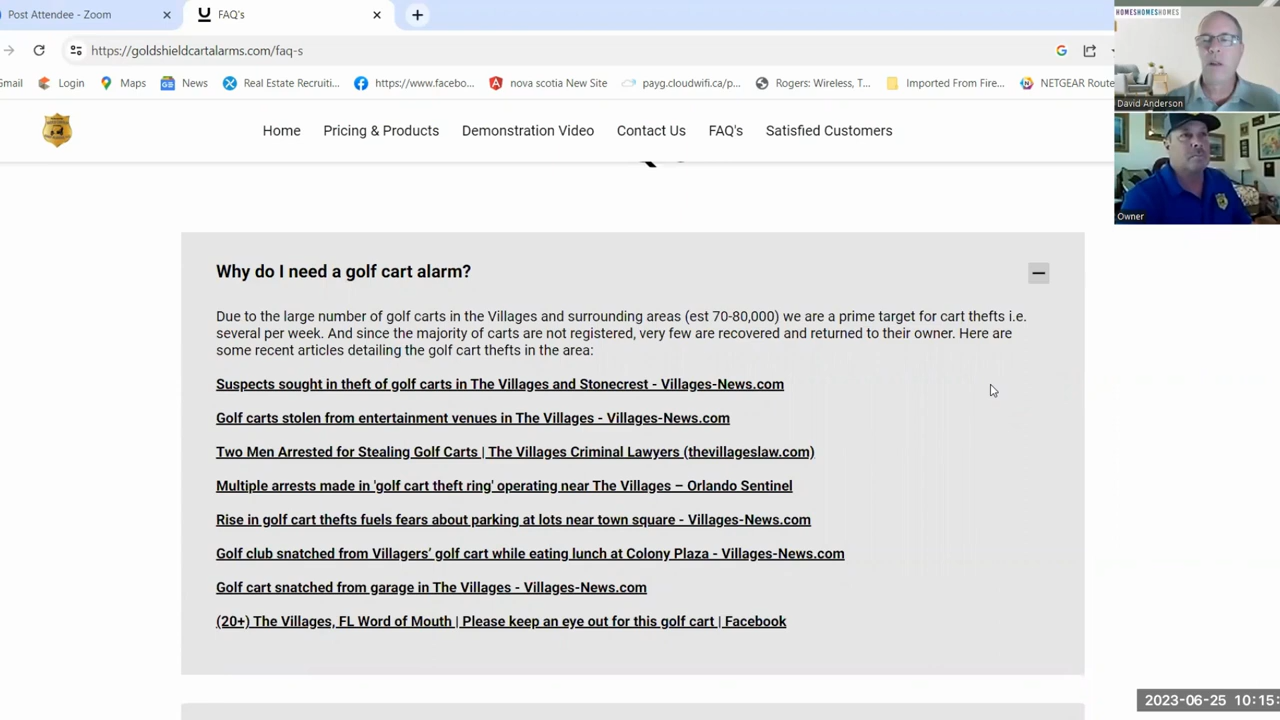 Post Attendee - Zoom
FAQ's
https://goldshieldcartalarms.com/faq-s
Gmail
Login
Maps
News
Real Estate Recruiti...
https://www.facebo...
nova scotia New Site
payg.cloudwifi.ca/p...
Rogers: Wireless, T...
Imported From Fire...
NETGEAR Route
HOMESHOMESHOMES
David Anderson
Owner
Home
Pricing & Products
Demonstration Video
Contact Us
FAQ's
Satisfied Customers
Why do I need a golf cart alarm?
Due to the large number of golf carts in the Villages and surrounding areas (est 70-80,000) we are a prime target for cart thefts i.e.
several per week. And since the majority of carts are not registered, very few are recovered and returned to their owner. Here are
some recent articles detailing the golf cart thefts in the area:
Suspects sought in theft of golf carts in The Villages and Stonecrest - Villages-News.com
Golf carts stolen from entertainment venues in The Villages - Villages-News.com
Two Men Arrested for Stealing Golf Carts | The Villages Criminal Lawyers (thevillageslaw.com)
Multiple arrests made in 'golf cart theft ring' operating near The Villages – Orlando Sentinel
Rise in golf cart thefts fuels fears about parking at lots near town square - Villages-News.com
Golf club snatched from Villagers’ golf cart while eating lunch at Colony Plaza - Villages-News.com
Golf cart snatched from garage in The Villages - Villages-News.com
(20+) The Villages, FL Word of Mouth | Please keep an eye out for this golf cart | Facebook
2023-06-25 10:15: